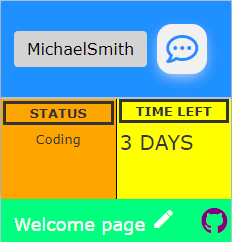 MichaelSmith
STATUS
Coding
TIME LEFT
3 DAYS
Welcome page